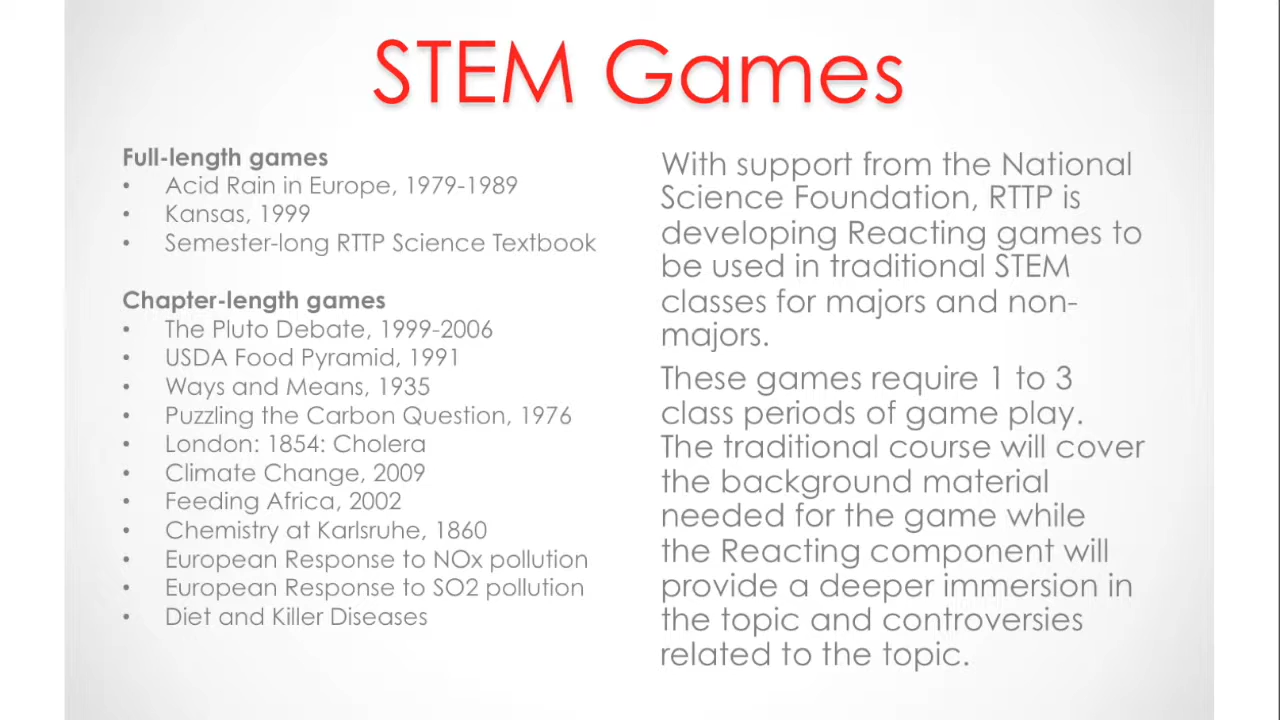 STEM Games
Full-length games
• Acid Rain in Europe, 1979-1989
• Kansas, 1999
• Semester-long RTTP Science Textbook
Chapter-length games
• The Pluto Debate, 1999-2006
• USDA Food Pyramid, 1991
• Ways and Means, 1935
• Puzzling the Carbon Question, 1976
• London: 1854: Cholera
• Climate Change, 2009
• Feeding Africa, 2002
• Chemistry at Karlsruhe, 1860
• European Response to NOx pollution
• European Response to SO2 pollution
• Diet and Killer Diseases
With support from the National
Science Foundation, RTTP is
developing Reacting games to
be used in traditional STEM
classes for majors and non-
majors.
These games require 1 to 3
class periods of game play.
The traditional course will cover
the background material
needed for the game while
the Reacting component will
provide a deeper immersion in
the topic and controversies
related to the topic.